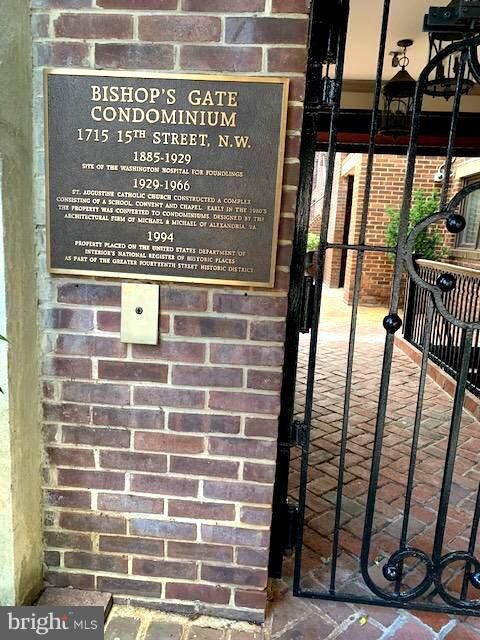 BISHOP'S GATE
CONDOMINIUM
1715 15TH STREET, N.W.
1885-1929
SITE OF THE WASHINGTON HOSPITAL FOR FOUNDLINGS
1929-1966
ST. AUGUSTINE CATHOLIC CHURCH CONSTRUCTED A COMPLEX
CONSISTING OF A SCHOOL, CONVENT AND CHAPEL. EARLY IN THE 1980'S
THE PROPERTY WAS CONVERTED TO CONDOMINIUMS, DESIGNED BY THE
ARCHITECTURAL FIRM OF MICHAEL & MICHAEL OF ALEXANDRIA, VA
1994
PROPERTY PLACED ON THE UNITED STATES DEPARTMENT OF
INTERIOR'S NATIONAL REGISTER OF HISTORIC PLACES
AS PART OF THE GREATER FOURTEENTH STREET HISTORIC DISTRICT
bright MLS